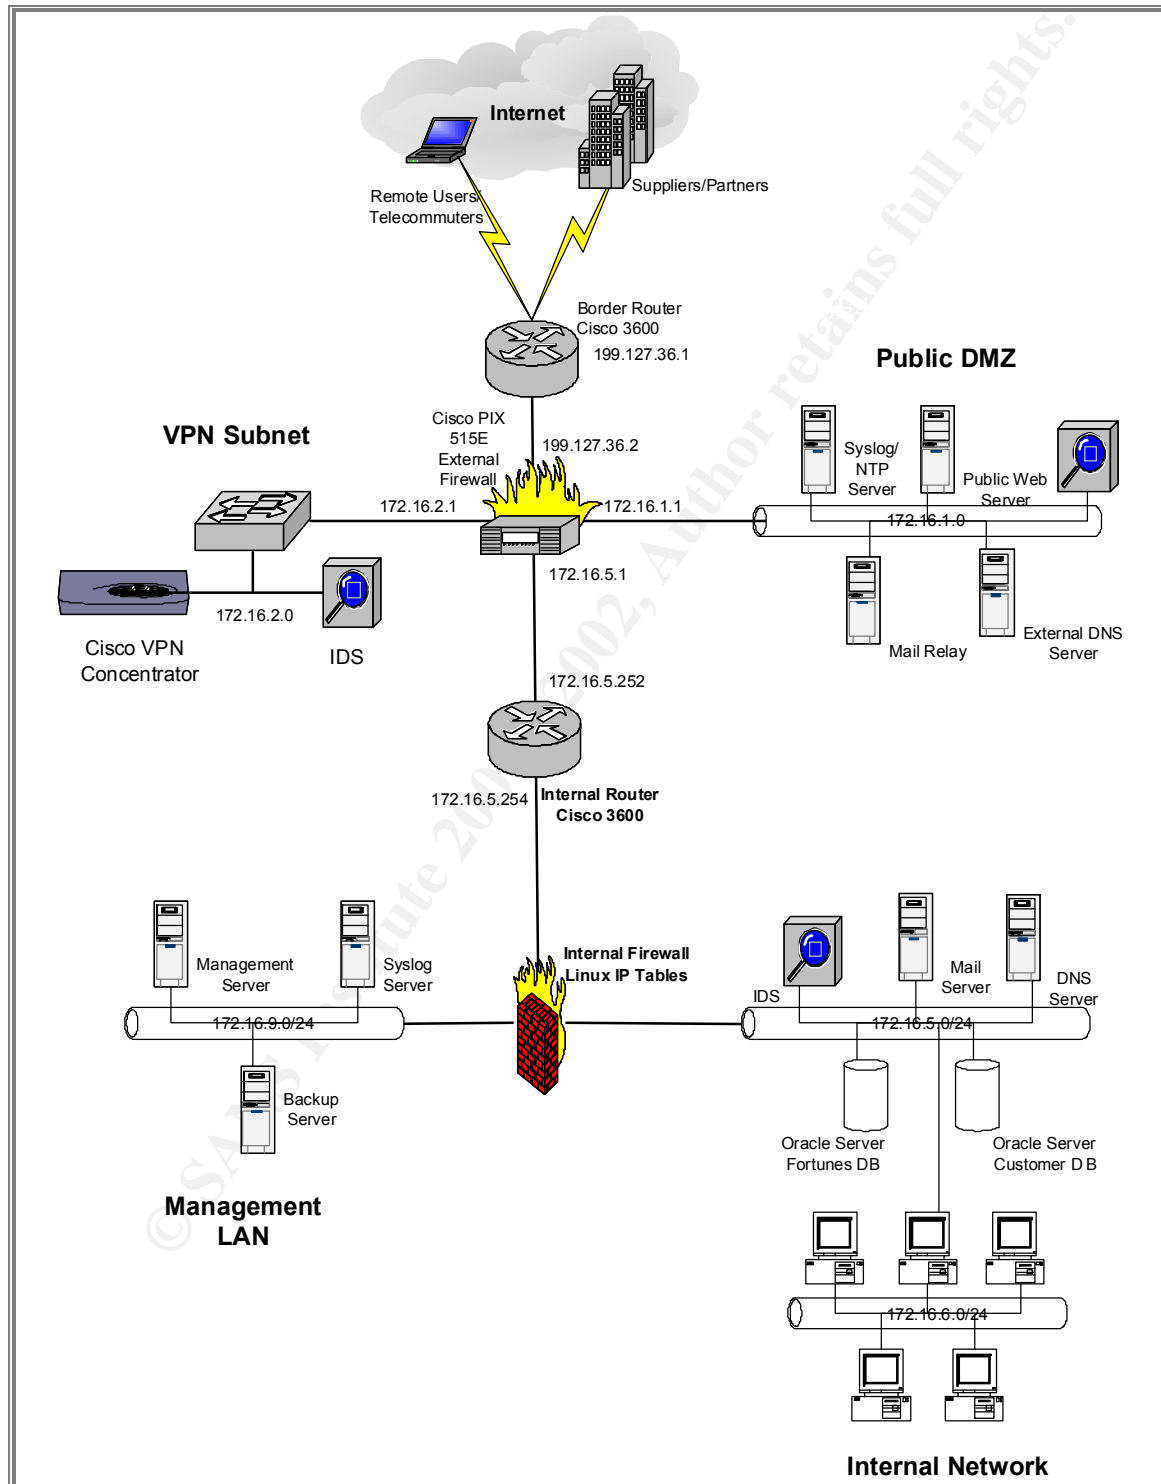 Internet
Remote Users/
Telecommuters
Suppliers/Partners
Border Router
Cisco 3600
199.127.36.1
Public DMZ
VPN Subnet
Cisco PIX
515E
External
Firewall
199.127.36.2
172.16.2.1
172.16.1.1
Syslog/
NTP
Server
Public Web
Server
172.16.1.0
172.16.5.1
172.16.2.0
Cisco VPN
Concentrator
IDS
Mail Relay
External DNS
Server
172.16.5.252
172.16.5.254
Internal Router
Cisco 3600
Management
Server
Syslog
Server
Internal Firewall
Linux IP Tables
IDS
Mail
Server
DNS
Server
172.16.9.0/24
172.16.5.0/24
Backup
Server
Oracle Server
Fortunes DB
Oracle Server
Customer DB
Management
LAN
172.16.6.0/24
Internal Network
© SANS Institute 2000 - 2002, Author retains full rights.